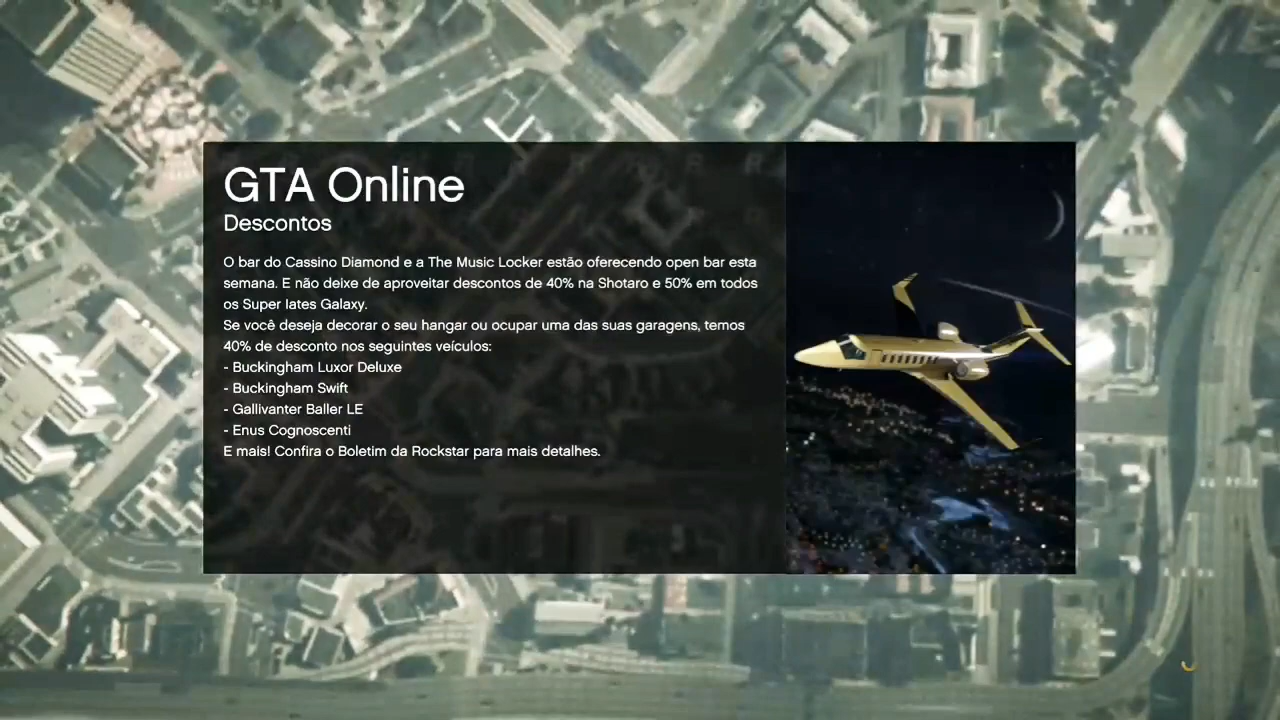 GTA Online
Descontos
O bar do Cassino Diamond e a The Music Locker estão oferecendo open bar esta
semana. E não deixe de aproveitar descontos de 40% na Shotaro e 50% em todos
os Super Iates Galaxy.
Se você deseja decorar o seu hangar ou ocupar uma das suas garagens, temos
40% de desconto nos seguintes veículos:
- Buckingham Luxor Deluxe
- Buckingham Swift
- Gallivanter Baller LE
- Enus Cognoscenti
E mais! Confira o Boletim da Rockstar para mais detalhes.